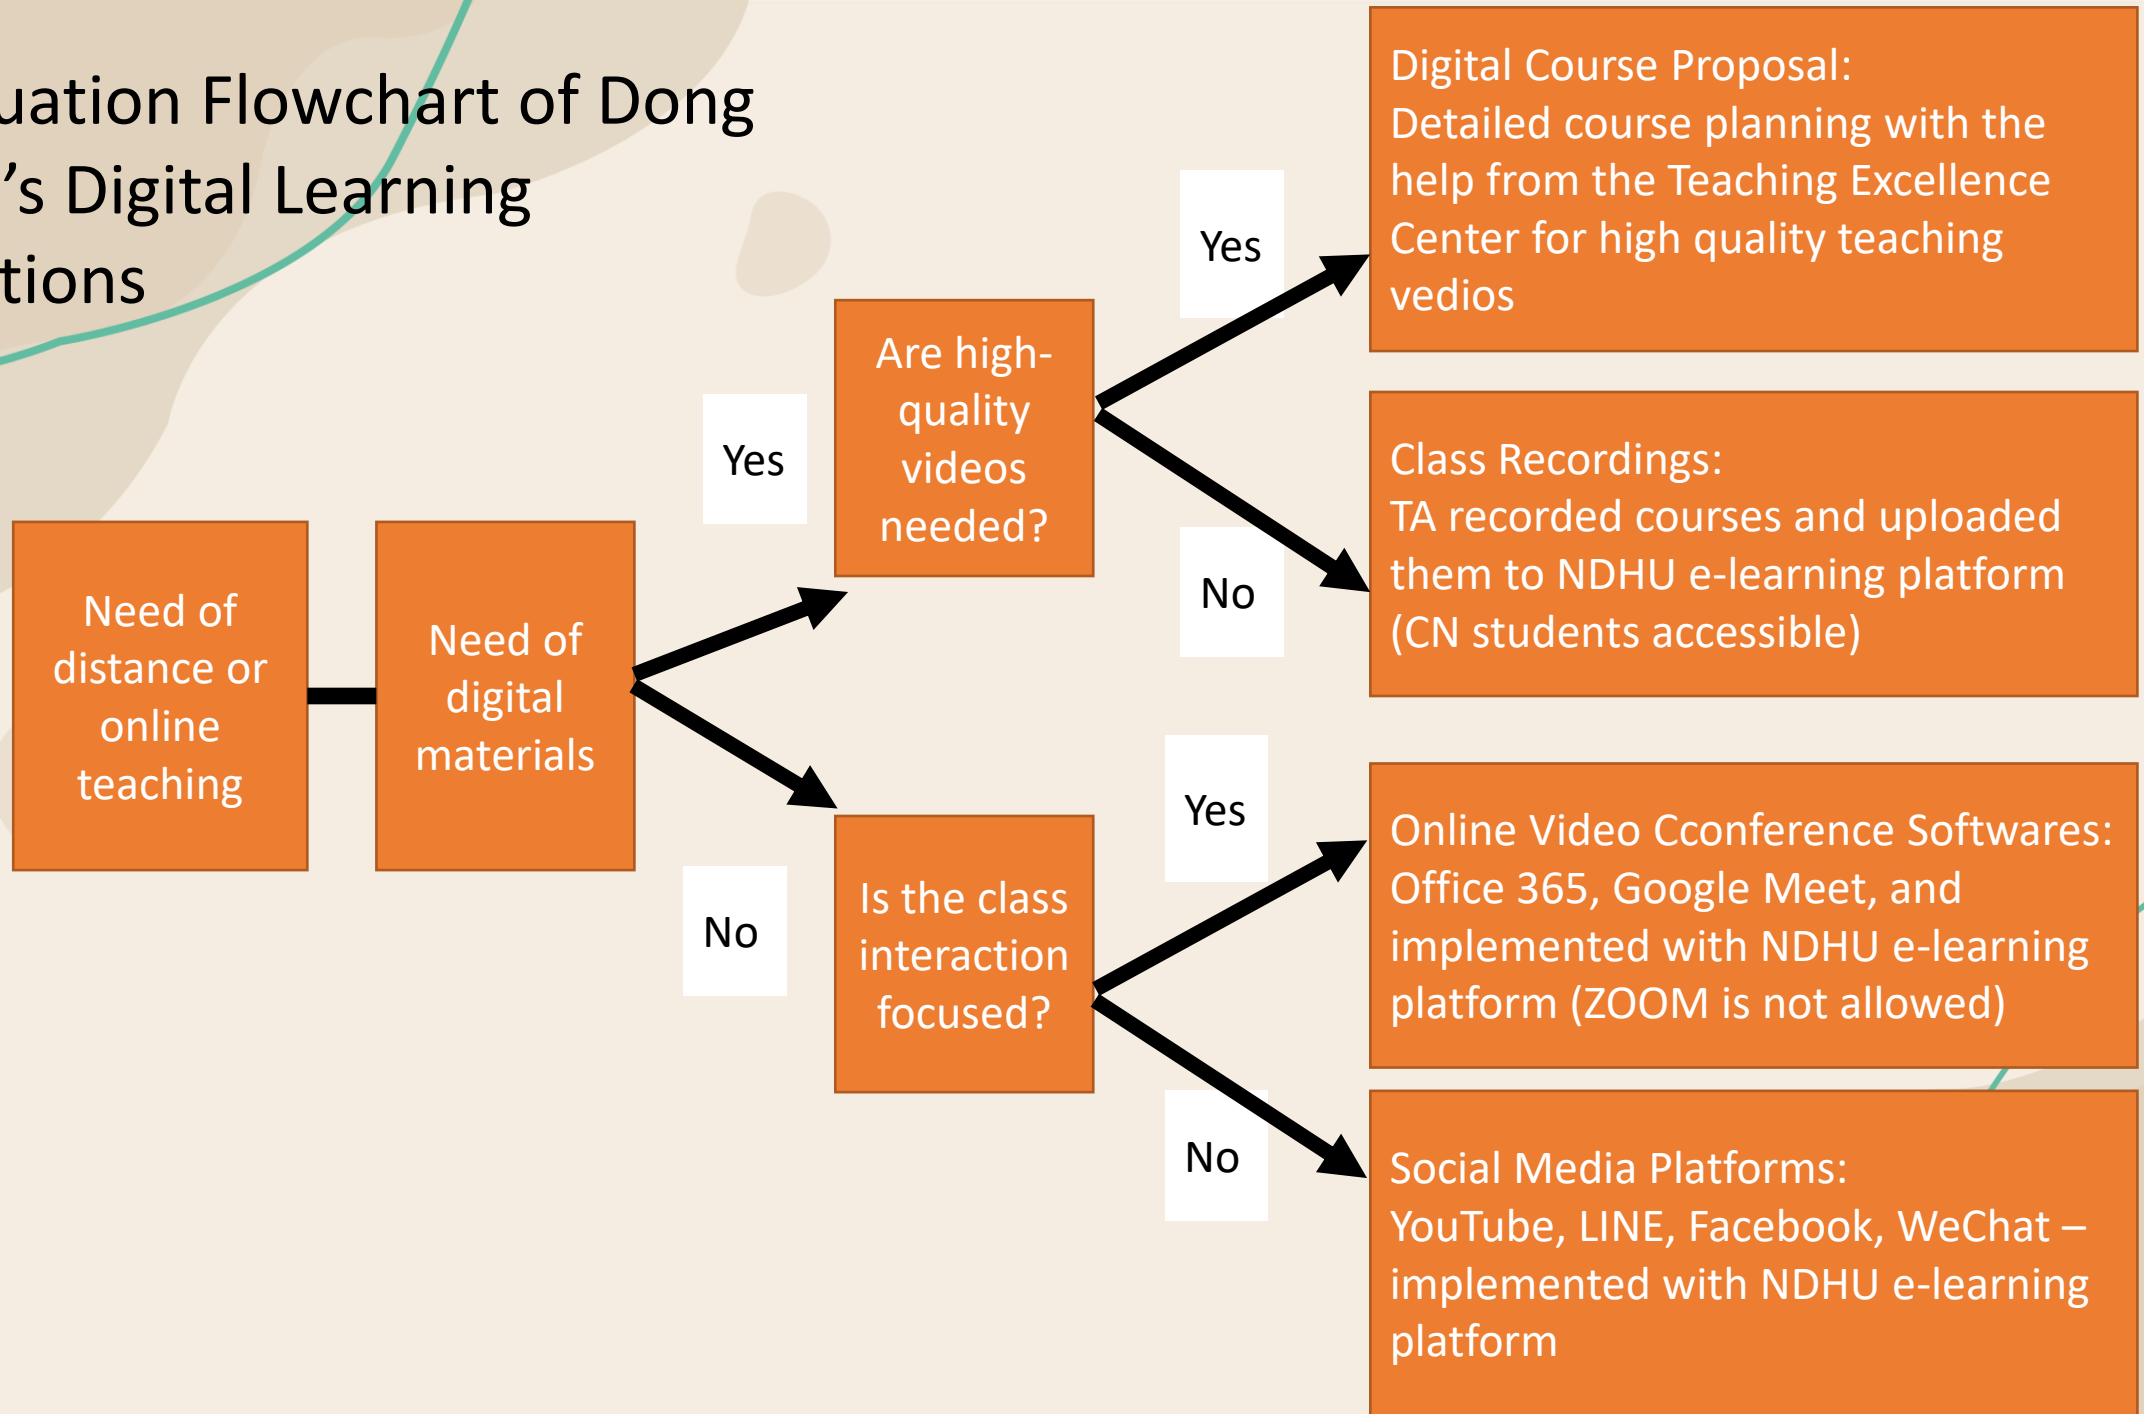 uation Flowchart of Dong
's Digital Learning
tions
Need of
distance or
online
teaching
Need of
digital
materials
Yes
No
Are high-
quality
videos
needed?
Is the class
interaction
focused?
Yes
No
Yes
No
Digital Course Proposal:
Detailed course planning with the
help from the Teaching Excellence
Center for high quality teaching
vedios
Class Recordings:
TA recorded courses and uploaded
them to NDHU e-learning platform
(CN students accessible)
Online Video Cconference Softwares:
Office 365, Google Meet, and
implemented with NDHU e-learning
platform (ZOOM is not allowed)
Social Media Platforms:
YouTube, LINE, Facebook, WeChat –
implemented with NDHU e-learning
platform